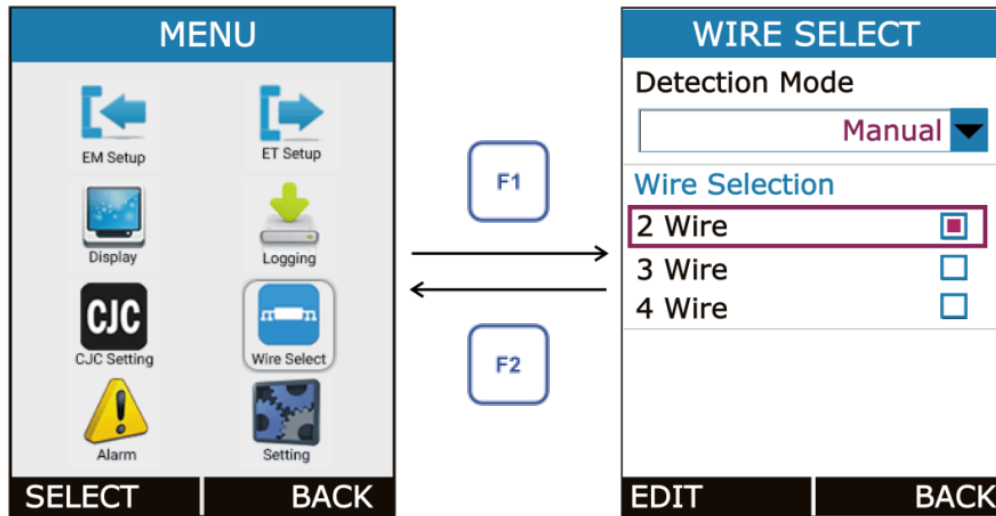 MENU
EM Setup
ET Setup
Display
Logging
CJC
CJC Setting
Wire Select
Alarm
Setting
SELECT
BACK
F1
F2
WIRE SELECT
Detection Mode
Manual
Wire Selection
2 Wire
3 Wire
4 Wire
EDIT
BACK